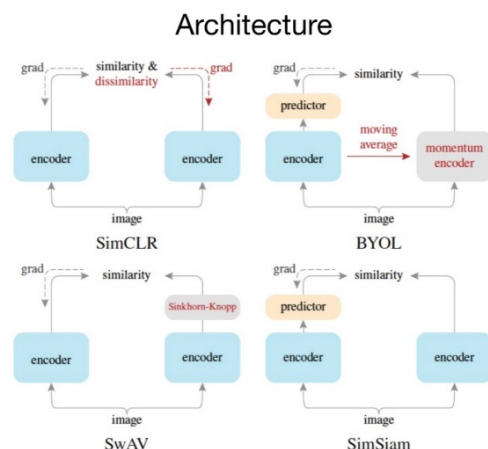 Architecture
grad
similarity &
dissimilarity
grad
encoder
encoder
image
SimCLR
grad
similarity
predictor
encoder
moving
average
momentum
encoder
image
BYOL
grad
similarity
Sinkhorn-Knopp
encoder
encoder
image
SwAV
grad
similarity
predictor
encoder
encoder
image
SimSiam